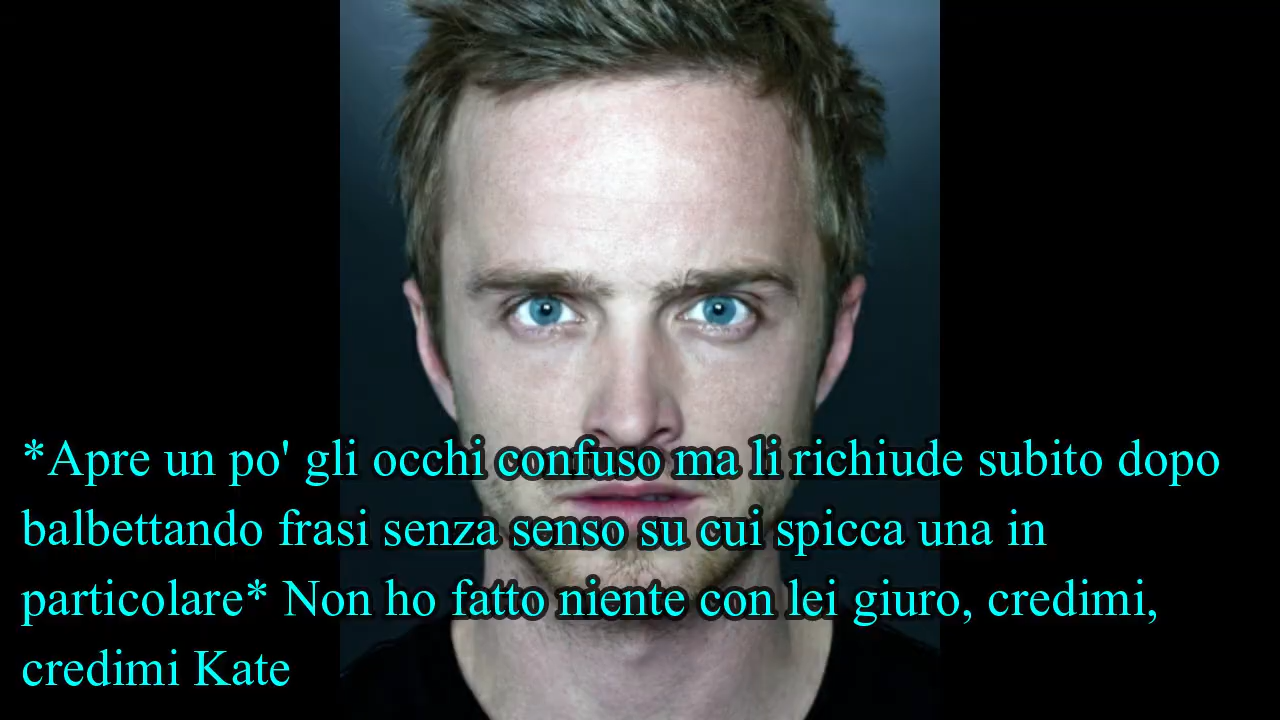 *Apre un po' gli occhi confuso ma li richiude subito dopo
balbettando frasi senza senso su cui spicca una in
particolare* Non ho fatto niente con lei giuro, credimi,
credimi Kate